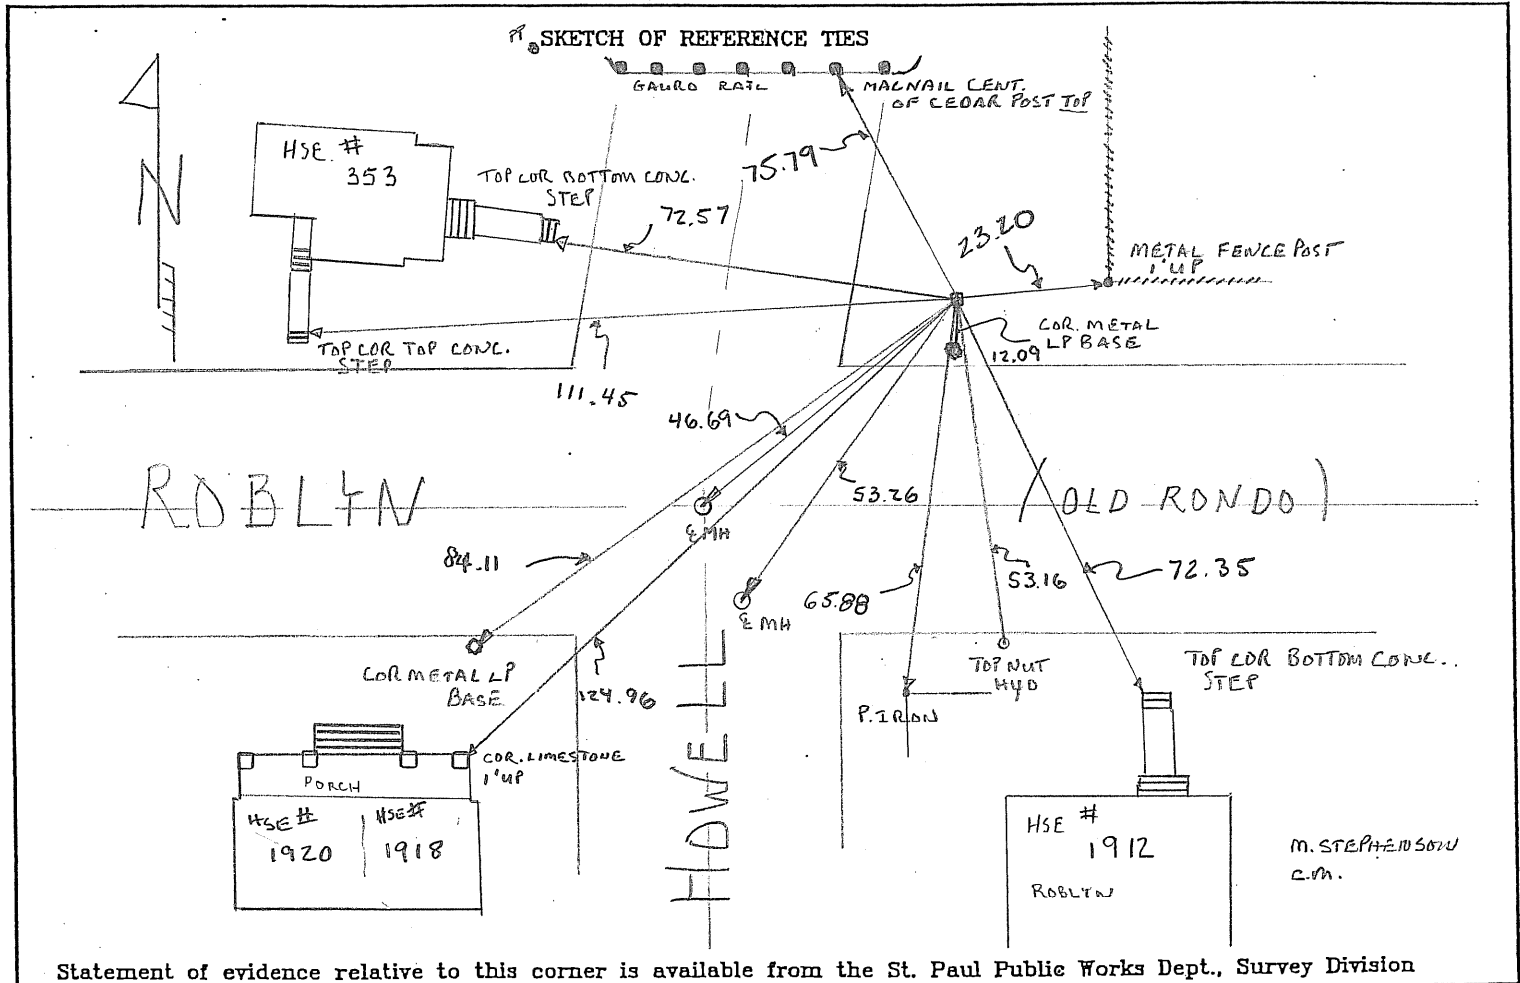 SKETCH OF REFERENCE TIES
GAURD RAIL
MAGNAIL CENT.
OF CEDAR POST TOP
N
HSE. #
353
TOP COR BOTTOM CONC.
STEP
75.79
72.57
23.20
METAL FENCE POST
1' UP
COR. METAL
LP BASE
12.09
TOP COR TOP CONC.
STEP
111.45
46.69
53.26
ROBLYN
(OLD RONDO)
₠ MH
84.11
65.88
53.16
72.35
₠ MH
COR METAL LP
BASE
124.96
TOP NUT
HYD
TOP COR BOTTOM CONC..
STEP
P. IRON
HOWELL
COR. LIMESTONE
1' UP
PORCH
HSE #
1920
HSE #
1918
HSE #
1912
ROBLYN
M. STEPHENSON
C.M.
Statement of evidence relative to this corner is available from the St. Paul Public Works Dept., Survey Division